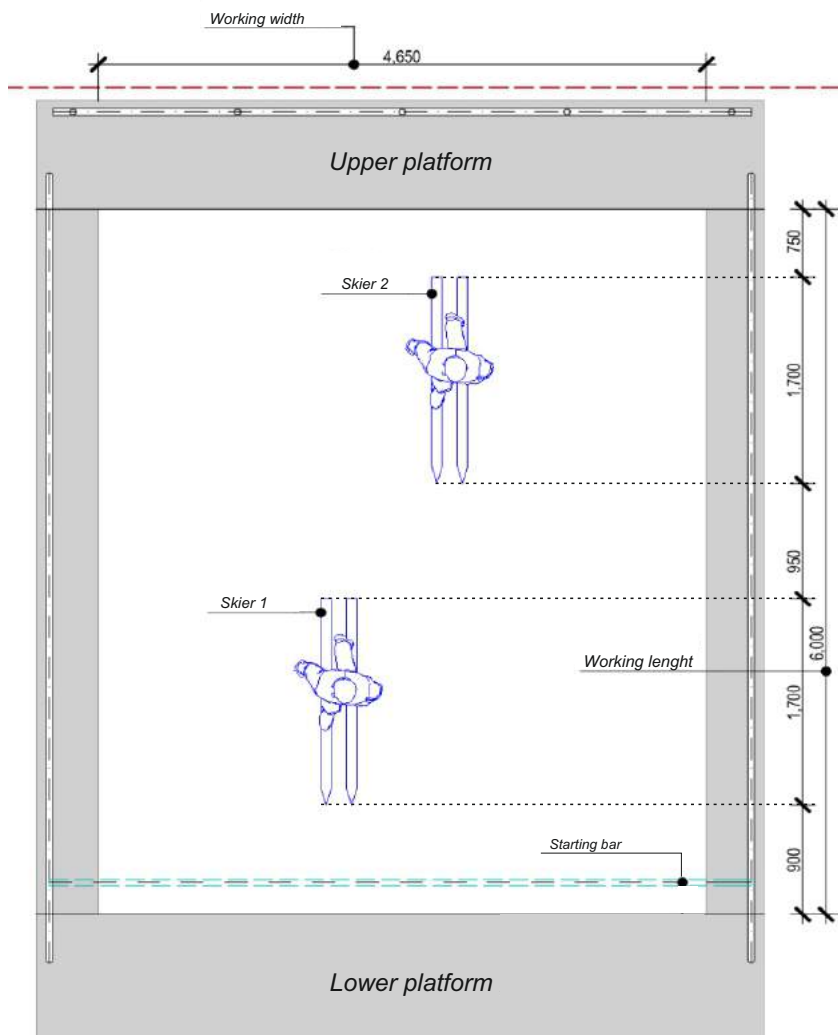 Working width
4,650
Upper platform
750
Skier 2
1,700
950
Skier 1
6,000
Working lenght
1,700
Starting bar
900
Lower platform